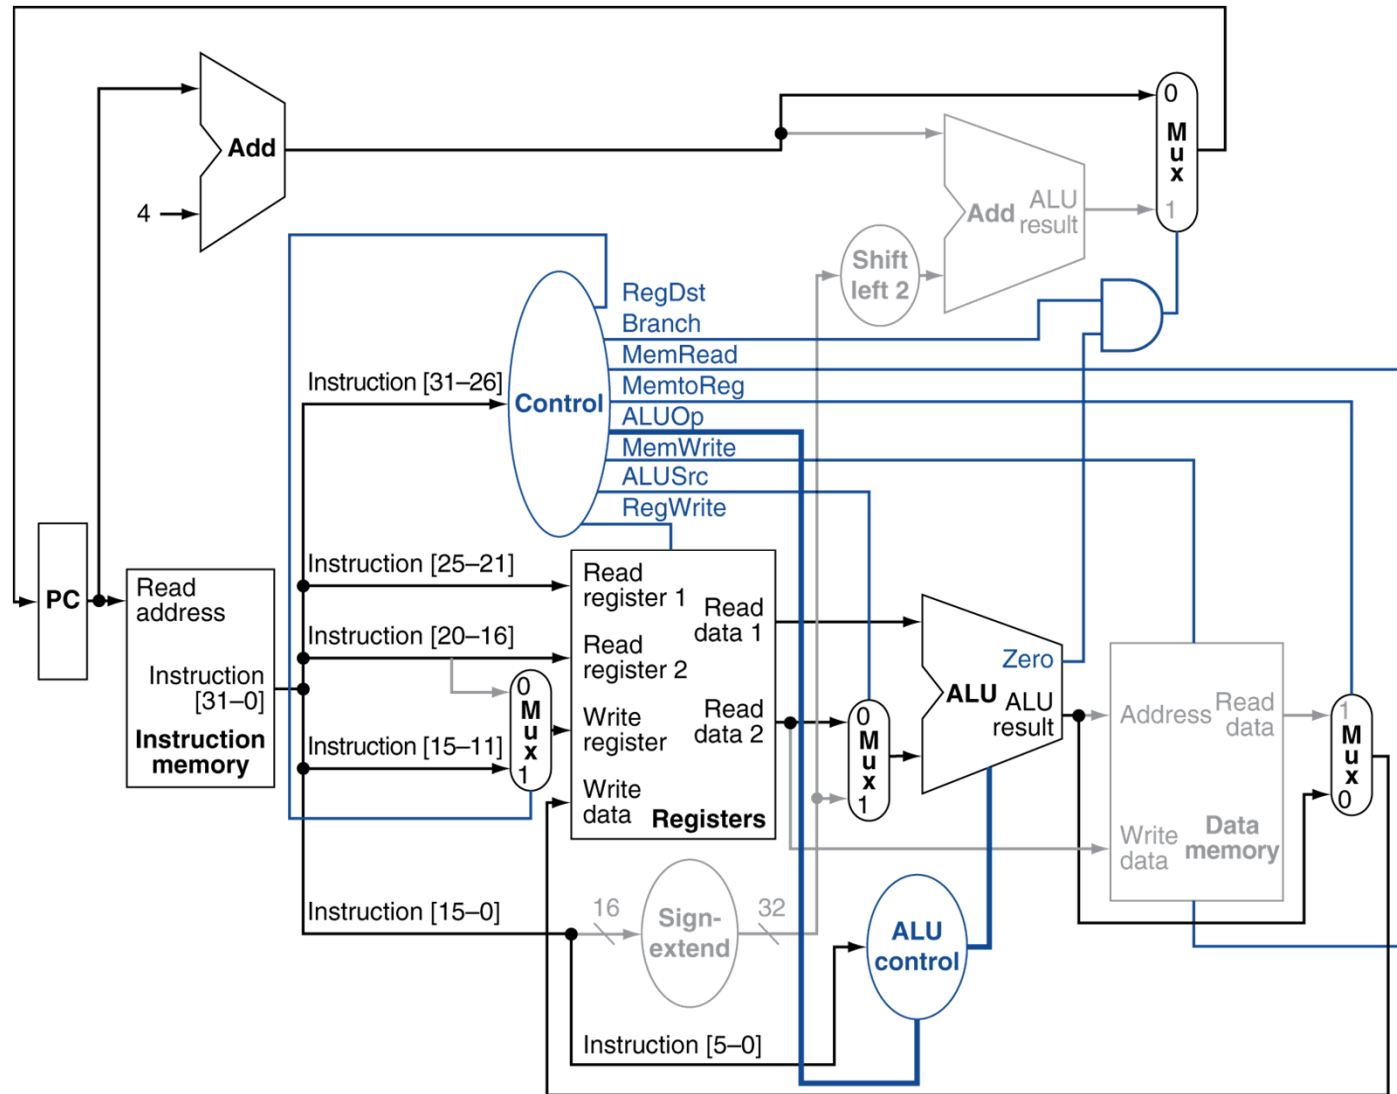 0
M
u
x
1
Add
4
Add
ALU
result
Shift
left 2
RegDst
Branch
MemRead
MemtoReg
ALUOp
MemWrite
ALUSrc
RegWrite
Instruction [31–26]
Control
PC
Read
address
Instruction
[31–0]
Instruction
memory
Instruction [25–21]
Instruction [20–16]
Instruction [15–11]
0
M
u
x
1
Read
register 1
Read
register 2
Write
register
Write
data
Read
data 1
Read
data 2
Registers
0
M
u
x
1
Zero
ALU
ALU
result
Address
Read
data
Write
data
Data
memory
1
M
u
x
0
Instruction [15–0]
16
Sign-
extend
32
ALU
control
Instruction [5–0]